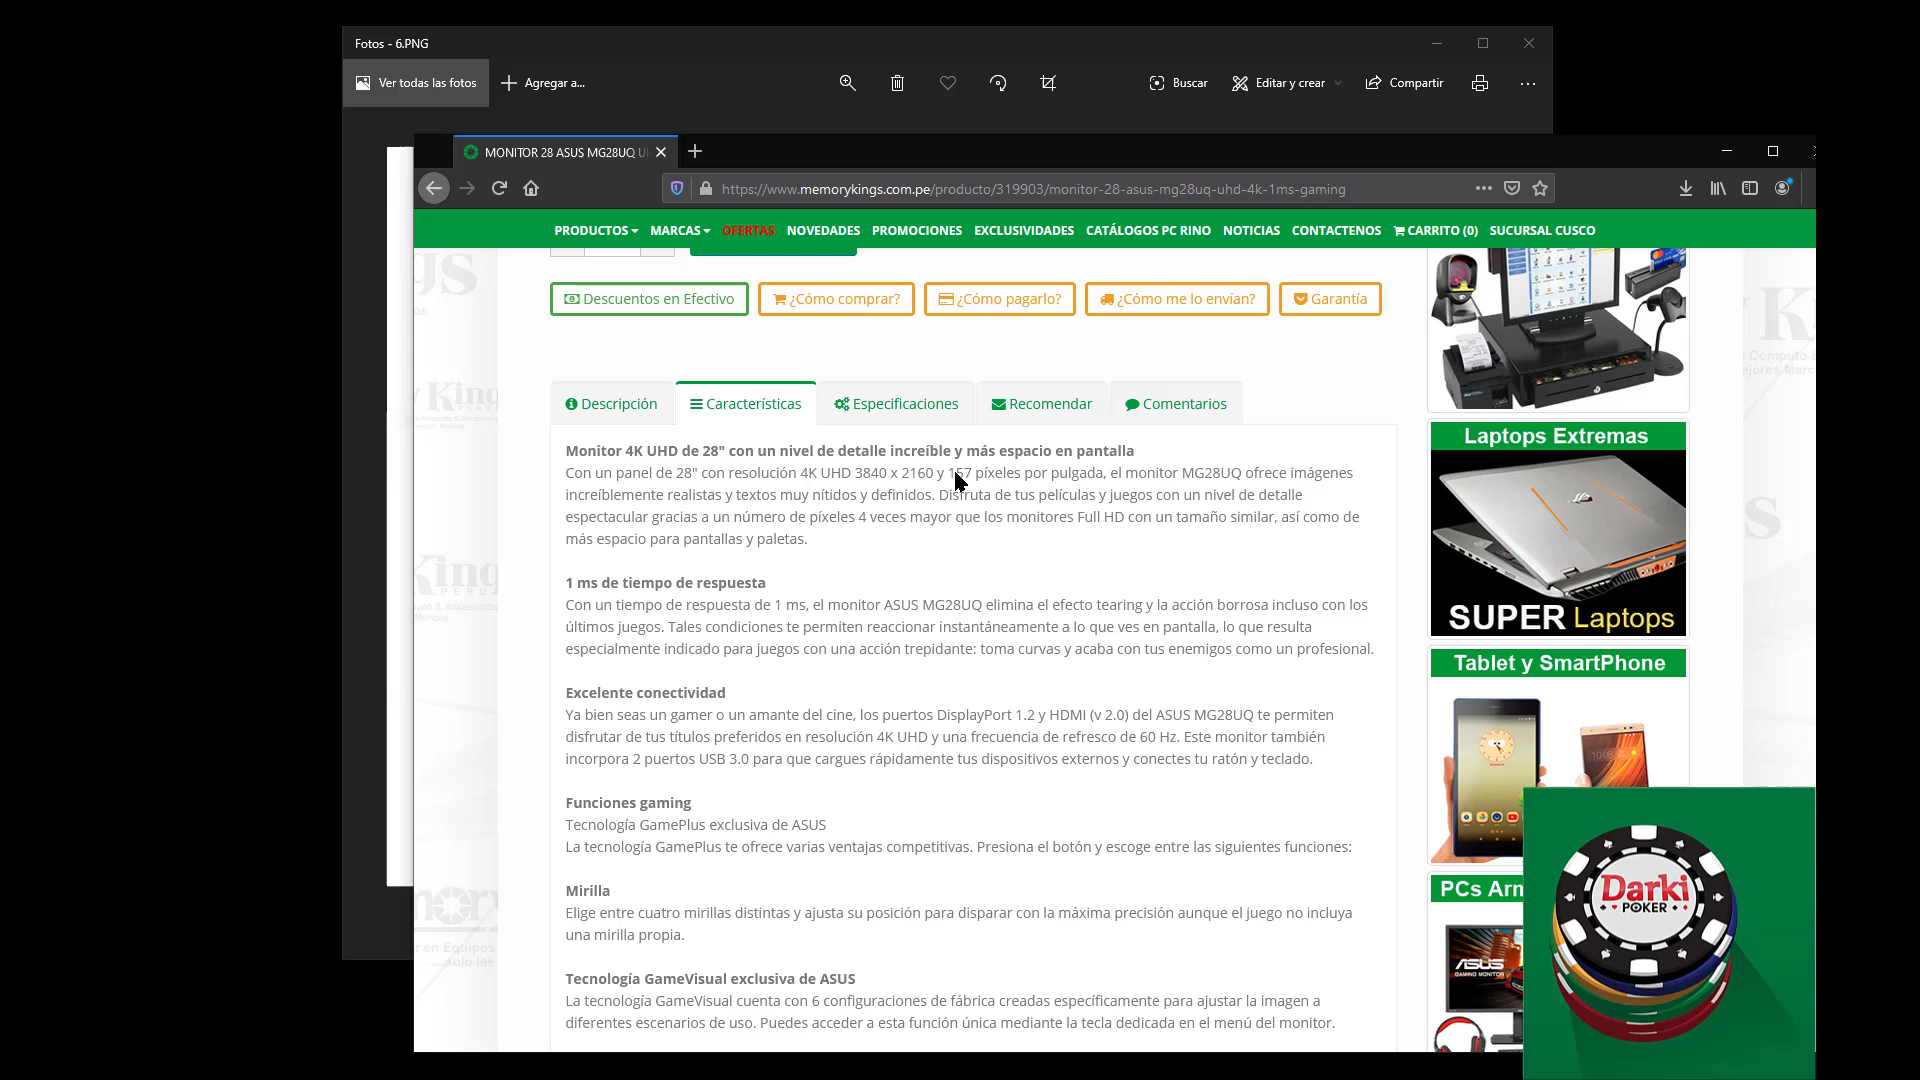 Fotos - 6.PNG
Ver todas las fotos
Agregar a...
Buscar
Editar y crear
Compartir
MONITOR 28 ASUS MG28UQ U
https://www.memorykings.com.pe/producto/319903/monitor-28-asus-mg28uq-uhd-4k-1ms-gaming
PRODUCTOS MARCAS OFERTAS NOVEDADES PROMOCIONES EXCLUSIVIDADES CATÁLOGOS PC RINO NOTICIAS CONTACTENOS CARRITO (0) SUCURSAL CUSCO
Descuentos en Efectivo
¿Cómo comprar?
¿Cómo pagarlo?
¿Cómo me lo envían?
Garantía
Descripción
Características
Especificaciones
Recomendar
Comentarios
Monitor 4K UHD de 28" con un nivel de detalle increíble y más espacio en pantalla
Con un panel de 28" con resolución 4K UHD 3840 x 2160 y 157 píxeles por pulgada, el monitor MG28UQ ofrece imágenes
increíblemente realistas y textos muy nítidos y definidos. Disfruta de tus películas y juegos con un nivel de detalle
espectacular gracias a un número de píxeles 4 veces mayor que los monitores Full HD con un tamaño similar, así como de
más espacio para pantallas y paletas.
1 ms de tiempo de respuesta
Con un tiempo de respuesta de 1 ms, el monitor ASUS MG28UQ elimina el efecto tearing y la acción borrosa incluso con los
últimos juegos. Tales condiciones te permiten reaccionar instantáneamente a lo que ves en pantalla, lo que resulta
especialmente indicado para juegos con una acción trepidante: toma curvas y acaba con tus enemigos como un profesional.
Excelente conectividad
Ya bien seas un gamer o un amante del cine, los puertos DisplayPort 1.2 y HDMI (v 2.0) del ASUS MG28UQ te permiten
disfrutar de tus títulos preferidos en resolución 4K UHD y una frecuencia de refresco de 60 Hz. Este monitor también
incorpora 2 puertos USB 3.0 para que cargues rápidamente tus dispositivos externos y conectes tu ratón y teclado.
Funciones gaming
Tecnología GamePlus exclusiva de ASUS
La tecnología GamePlus te ofrece varias ventajas competitivas. Presiona el botón y escoge entre las siguientes funciones:
Mirilla
Elige entre cuatro mirillas distintas y ajusta su posición para disparar con la máxima precisión aunque el juego no incluya
una mirilla propia.
Tecnología GameVisual exclusiva de ASUS
La tecnología GameVisual cuenta con 6 configuraciones de fábrica creadas específicamente para ajustar la imagen a
diferentes escenarios de uso. Puedes acceder a esta función única mediante la tecla dedicada en el menú del monitor.
Laptops Extremas
SUPER Laptops
Tablet y SmartPhone
PCs Arm
ASUS
GAMING MONITOR
Darki
POKER